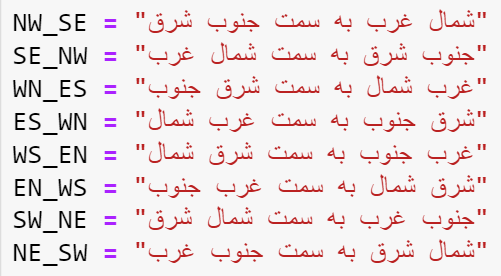 NW_SE = "شمال غرب به سمت جنوب شرق"
SE_NW = "جنوب شرق به سمت شمال غرب"
WN_ES = "غرب شمال به سمت شرق جنوب"
ES_WN = "شرق جنوب به سمت غرب شمال"
WS_EN = "غرب جنوب به سمت شرق شمال"
EN_WS = "شرق شمال به سمت غرب جنوب"
SW_NE = "جنوب غرب به سمت شمال شرق"
NE_SW = "شمال شرق به سمت جنوب غرب"